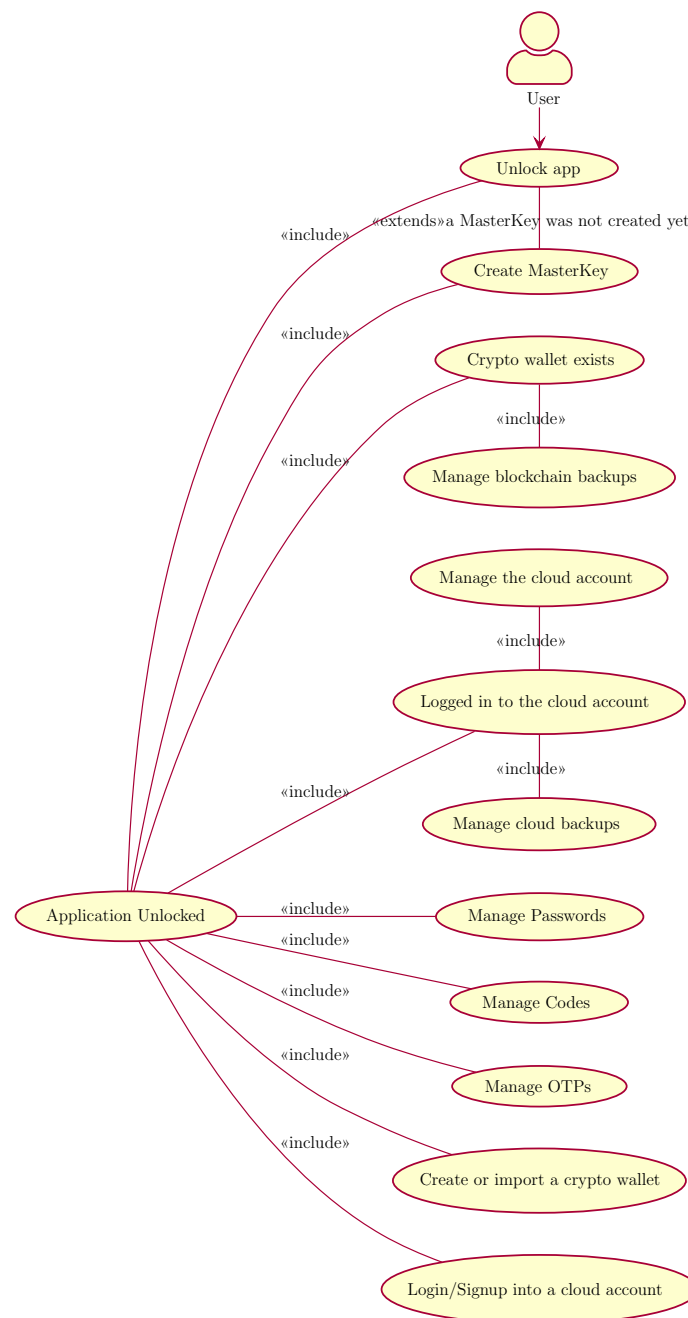 User
Unlock app
«extends»a MasterKey was not created yet
«include»
Create MasterKey
«include»
Crypto wallet exists
«include»
«include»
Manage blockchain backups
Manage the cloud account
«include»
Logged in to the cloud account
«include»
«include»
Manage cloud backups
Application Unlocked
«include»
Manage Passwords
«include»
Manage Codes
«include»
Manage OTPs
«include»
Create or import a crypto wallet
«include»
Login/Signup into a cloud account